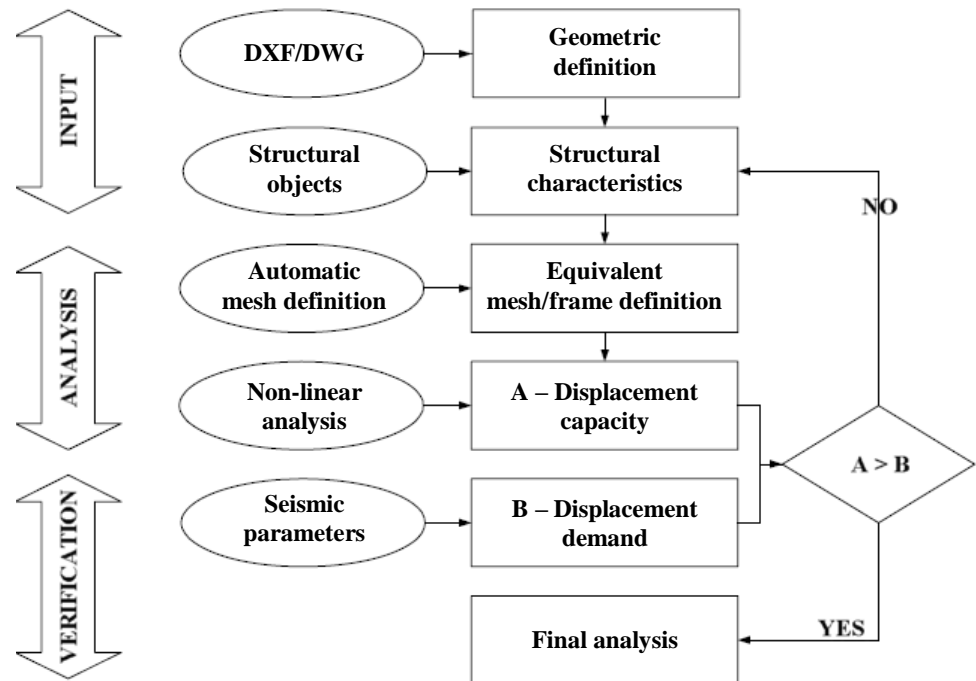 INPUT
DXF/DWG
Geometric
definition
Structural
objects
Structural
characteristics
NO
ANALYSIS
Automatic
mesh definition
Equivalent
mesh/frame definition
Non-linear
analysis
A – Displacement
capacity
A > B
VERIFICATION
Seismic
parameters
B – Displacement
demand
YES
Final analysis